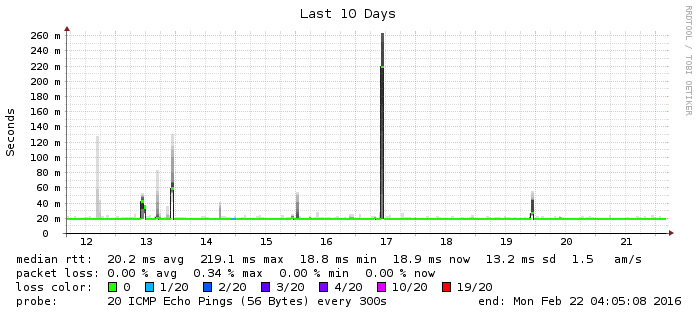 Last 10 Days
RRDTOOL / TOBI OETIKER
Seconds
260 m
240 m
220 m
200 m
180 m
160 m
140 m
120 m
100 m
80 m
60 m
40 m
20 m
0
12 13 14 15 16 17 18 19 20 21
median rtt: 20.2 ms avg 219.1 ms max 18.8 ms min 18.9 ms now 13.2 ms sd 1.5 am/s
packet loss: 0.00 % avg 0.34 % max 0.00 % min 0.00 % now
loss color: 0 1/20 2/20 3/20 4/20 10/20 19/20
probe: 20 ICMP Echo Pings (56 Bytes) every 300s end: Mon Feb 22 04:05:08 2016